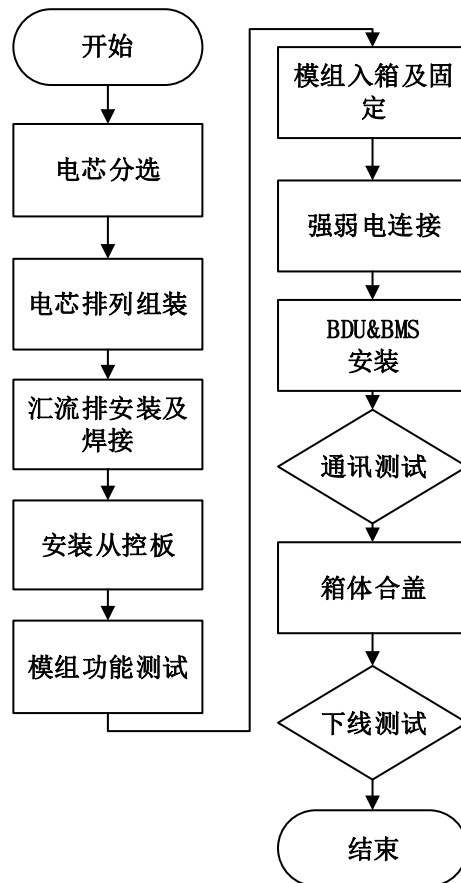 开始
电芯分选
电芯排列组装
汇流排安装及
焊接
安装从控板
模组功能测试
模组入箱及固
定
强弱电连接
BDU&BMS
安装
通讯测试
箱体合盖
下线测试
结束